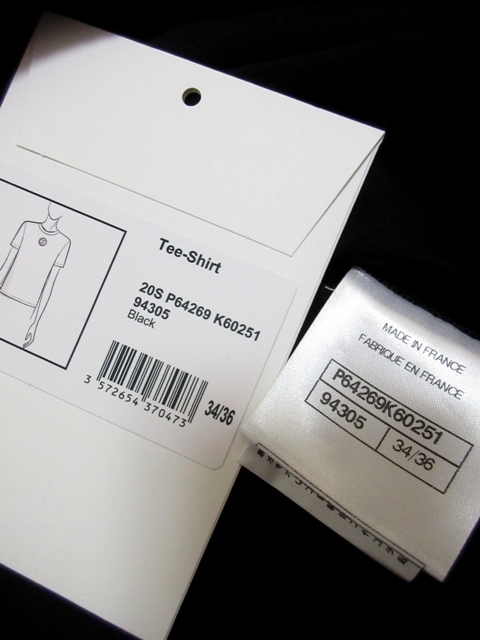 Tee-Shirt
20S P64269 K60251
94305
Black
3 572654 370473
34/36
MADE IN FRANCE
FABRIQUE EN FRANCE
P64269K60251
94305
34/36